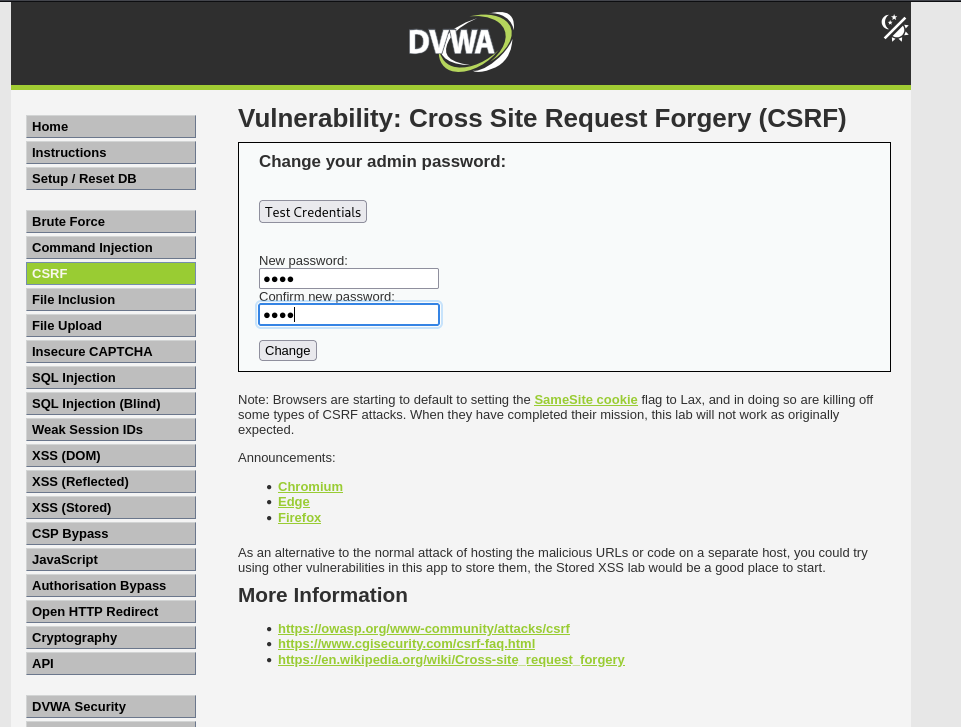 DVWA
Home
Instructions
Setup / Reset DB
Brute Force
Command Injection
CSRF
File Inclusion
File Upload
Insecure CAPTCHA
SQL Injection
SQL Injection (Blind)
Weak Session IDs
XSS (DOM)
XSS (Reflected)
XSS (Stored)
CSP Bypass
JavaScript
Authorisation Bypass
Open HTTP Redirect
Cryptography
API
DVWA Security
Vulnerability: Cross Site Request Forgery (CSRF)
Change your admin password:
Test Credentials
New password:
●●●●
Confirm new password:
●●●●
Change
Note: Browsers are starting to default to setting the SameSite cookie flag to Lax, and in doing so are killing off
some types of CSRF attacks. When they have completed their mission, this lab will not work as originally
expected.
Announcements:
• Chromium
• Edge
• Firefox
As an alternative to the normal attack of hosting the malicious URLs or code on a separate host, you could try
using other vulnerabilities in this app to store them, the Stored XSS lab would be a good place to start.
More Information
• https://owasp.org/www-community/attacks/csrf
• https://www.cgisecurity.com/csrf-faq.html
• https://en.wikipedia.org/wiki/Cross-site_request_forgery